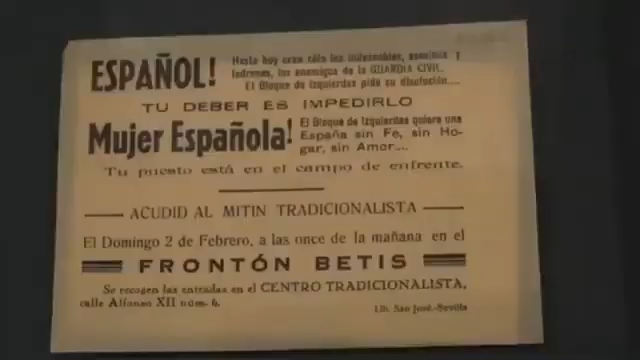 ESPAÑOL!
Hasta hoy eran sólo los indeseables, asesinos y
ladrones, los enemigos de la GUARDIA CIVIL.
El Bloque de izquierdas pide su disolución....
TU DEBER ES IMPEDIRLO
Mujer Española!
El Bloque de Izquierdas quiere una
España sin Fe, sin Ho-
gar, sin Amor....
Tu puesto está en el campo de enfrente.
ACUDID AL MITIN TRADICIONALISTA
El Domingo 2 de Febrero, a las once de la mañana en el
FRONTÓN BETIS
Se recogen las entradas en el CENTRO TRADICIONALISTA,
calle Alfonso XII núm. 6.
Lib. San José.-Sevilla